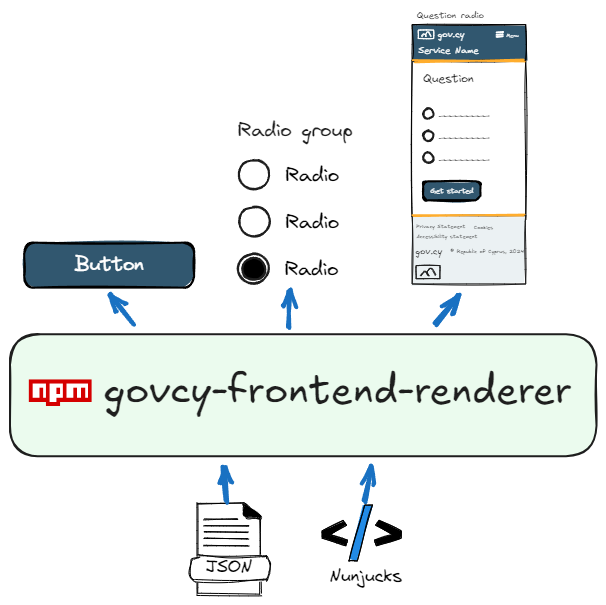 Question radio
gov.cy
Menu
Service Name
Question
Get started
Privacy Statement Cookies
Accessibility statement
gov.cy © Republic of Cyprus, 2024
Radio group
Radio
Radio
Radio
Button
npm govcy-frontend-renderer
JSON
Nunjucks